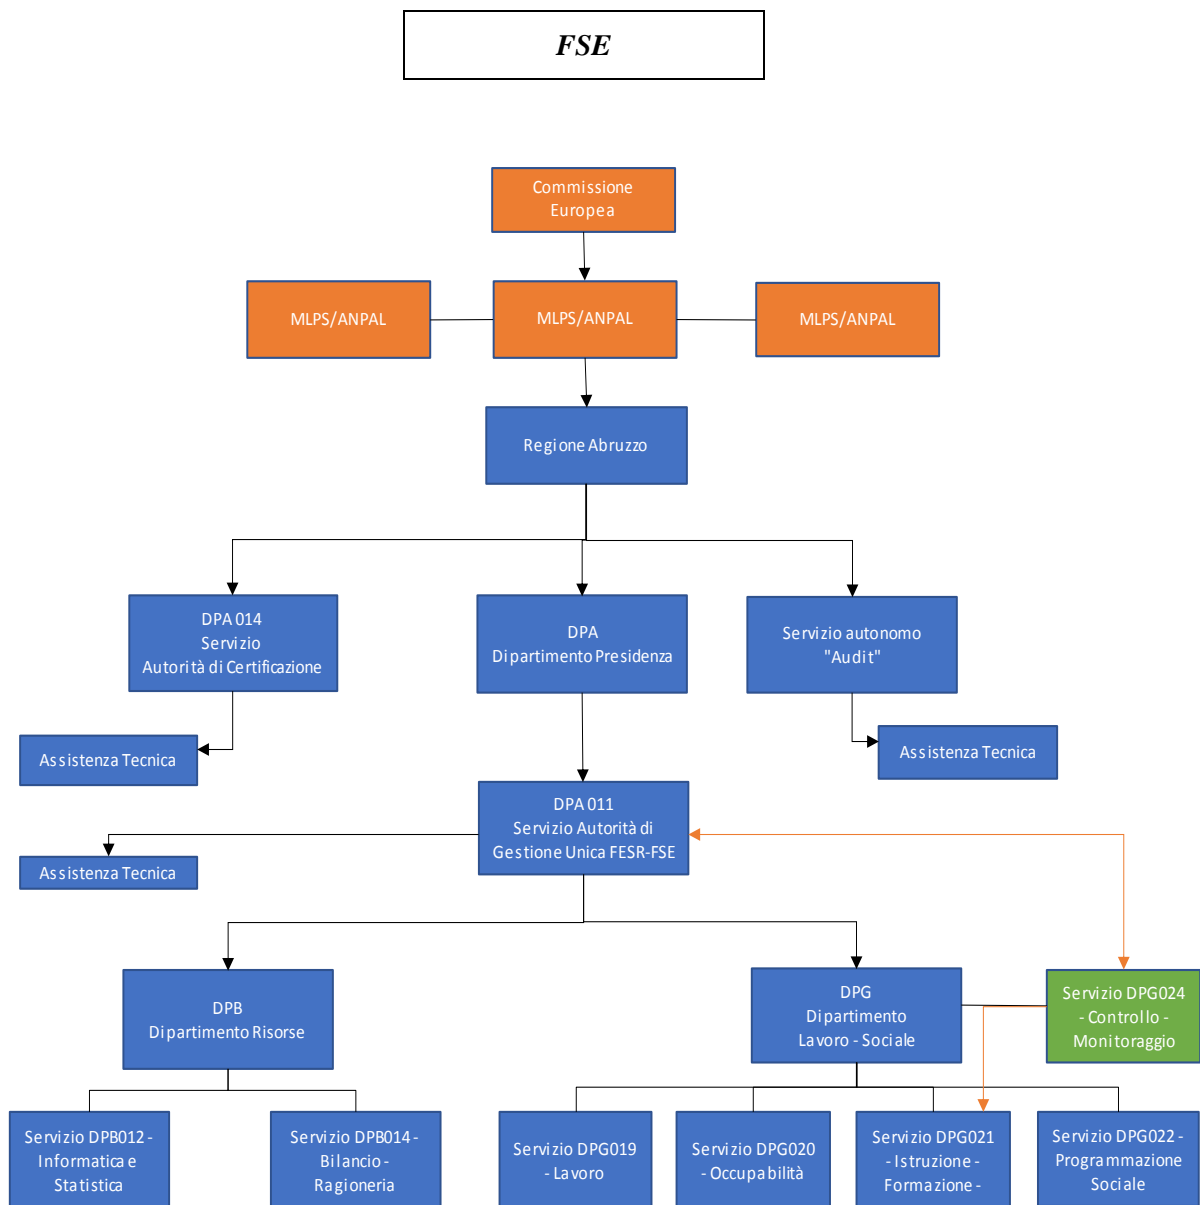 FSE
Commissione
Europea
MLPS/ANPAL
MLPS/ANPAL
MLPS/ANPAL
Regione Abruzzo
DPA 014
Servizio
Autorità di Certificazione
DPA
Dipartimento Presidenza
Servizio autonomo
"Audit"
Assistenza Tecnica
Assistenza Tecnica
DPA 011
Servizio Autorità di
Gestione Unica FESR-FSE
Assistenza Tecnica
DPB
Dipartimento Risorse
DPG
Dipartimento
Lavoro - Sociale
Servizio DPG024
- Controllo -
Monitoraggio
Servizio DPB012 -
Informatica e
Statistica
Servizio DPB014 -
Bilancio -
Ragioneria
Servizio DPG019
- Lavoro
Servizio DPG020
- Occupabilità
Servizio DPG021
- Istruzione -
Formazione -
Servizio DPG022 -
Programmazione
Sociale